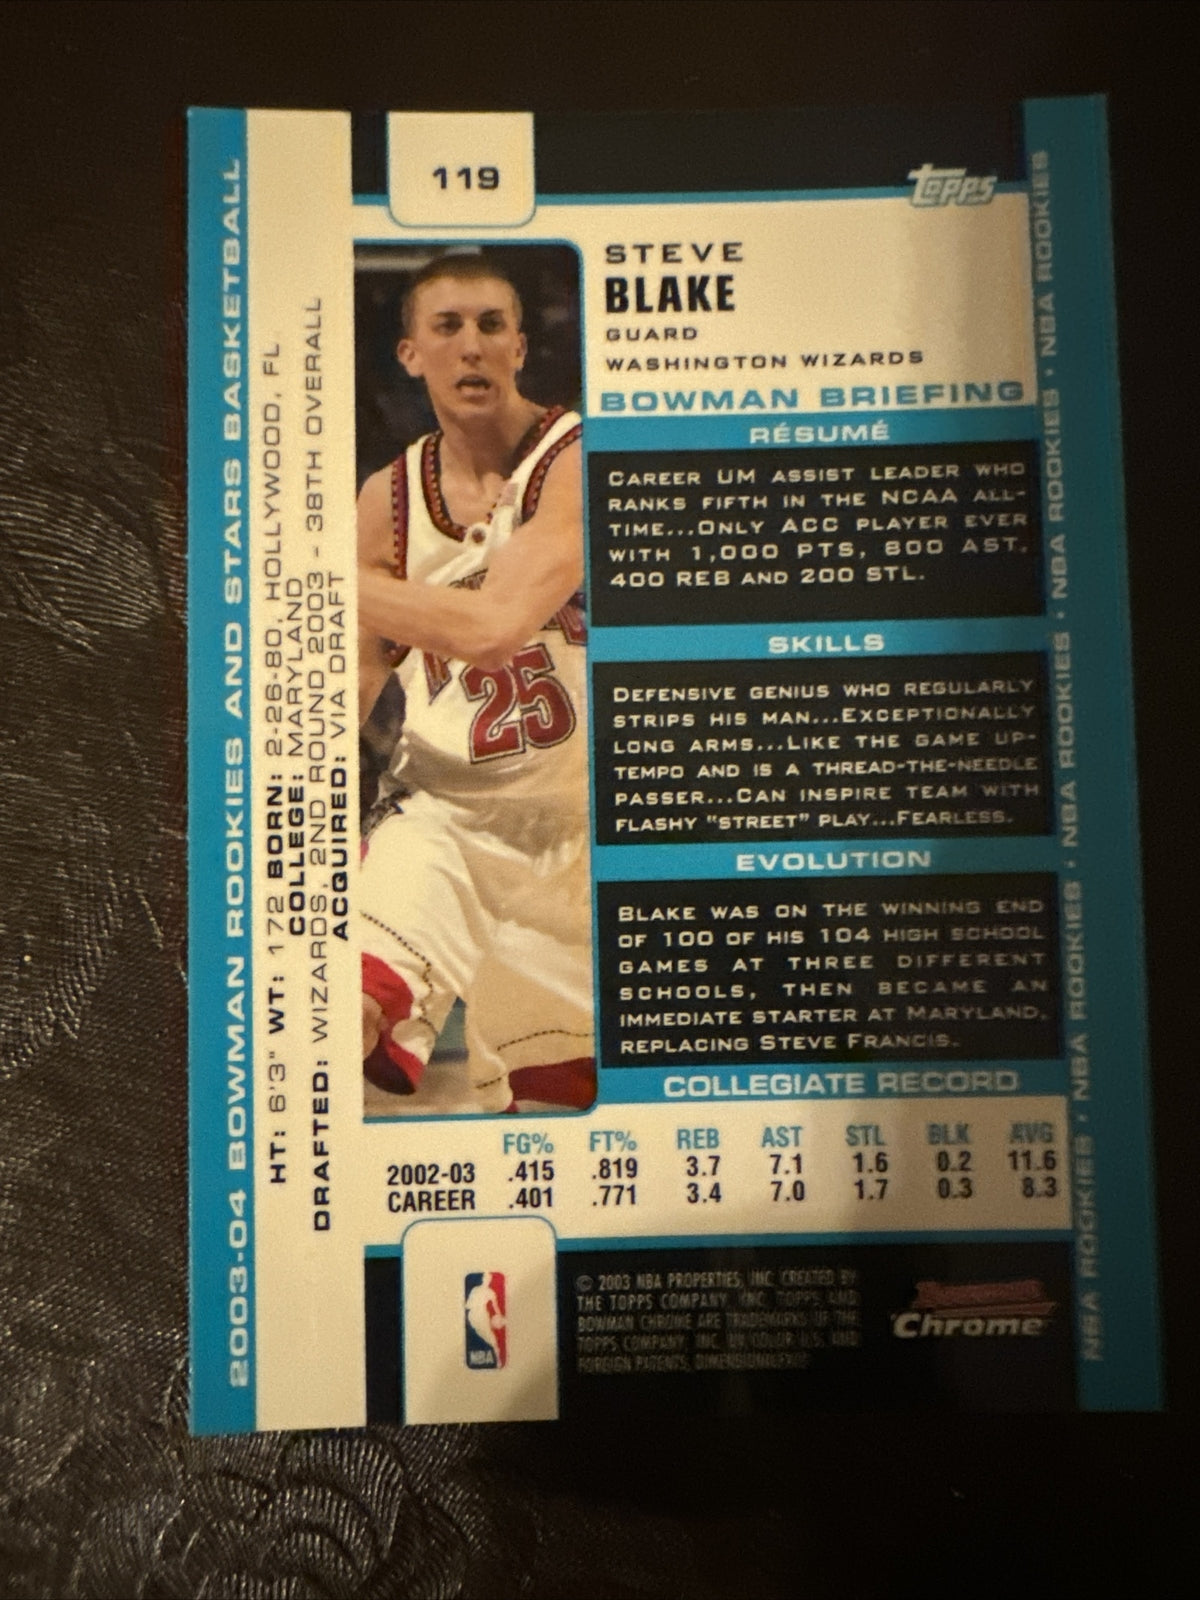 119
topps
STEVE
BLAKE
GUARD
WASHINGTON WIZARDS
BOWMAN BRIEFING
RÉSUMÉ
CAREER UM ASSIST LEADER WHO
RANKS FIFTH IN THE NCAA ALL-
TIME...ONLY ACC PLAYER EVER
WITH 1,000 PTS, 800 AST,
400 REB AND 200 STL.
SKILLS
DEFENSIVE GENIUS WHO REGULARLY
STRIPS HIS MAN...EXCEPTIONALLY
LONG ARMS...LIKE THE GAME UP-
TEMPO AND IS A THREAD-THE-NEEDLE
PASSER...CAN INSPIRE TEAM WITH
FLASHY "STREET" PLAY...FEARLESS.
EVOLUTION
BLAKE WAS ON THE WINNING END
OF 100 OF HIS 104 HIGH SCHOOL
GAMES AT THREE DIFFERENT
SCHOOLS, THEN BECAME AN
IMMEDIATE STARTER AT MARYLAND,
REPLACING STEVE FRANCIS.
COLLEGIATE RECORD
FG% FT% REB AST STL BLK AVG
2002-03 .415 .819 3.7 7.1 1.6 0.2 11.6
CAREER .401 .771 3.4 7.0 1.7 0.3 8.3
© 2003 NBA PROPERTIES, INC. CREATED BY
THE TOPPS COMPANY, INC. TOPPS AND
BOWMAN CHROME ARE TRADEMARKS OF THE
TOPPS COMPANY, INC. UV COLOR U.S. AND
FOREIGN PATENTS,
NBA
Chrome
2003-04 BOWMAN ROOKIES AND STARS BASKETBALL
HT: 6'3" WT: 172 BORN: 2-26-80, HOLLYWOOD, FL
COLLEGE: MARYLAND
DRAFTED: WIZARDS, 2ND ROUND 2003 - 38TH OVERALL
ACQUIRED: VIA DRAFT
NBA ROOKIES • NBA ROOKIES • NBA ROOKIES • NBA ROOKIES • NBA ROOKIES • NBA ROOKIES
25